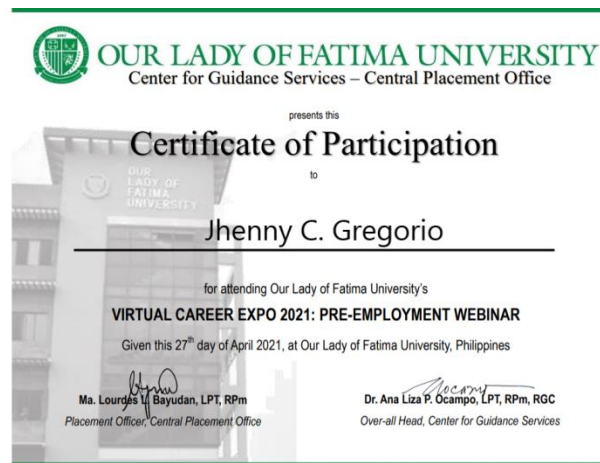 OUR LADY OF FATIMA UNIVERSITY
Center for Guidance Services – Central Placement Office
presents this
Certificate of Participation
to
OUR
LADY OF
FATIMA
UNIVERSITY
Jhenny C. Gregorio
for attending Our Lady of Fatima University's
VIRTUAL CAREER EXPO 2021: PRE-EMPLOYMENT WEBINAR
Given this 27th day of April 2021, at Our Lady of Fatima University, Philippines
Ma. Lourdes L. Bayudan, LPT, RPm
Placement Officer, Central Placement Office
Dr. Ana Liza P. Ocampo, LPT, RPm, RGC
Over-all Head, Center for Guidance Services